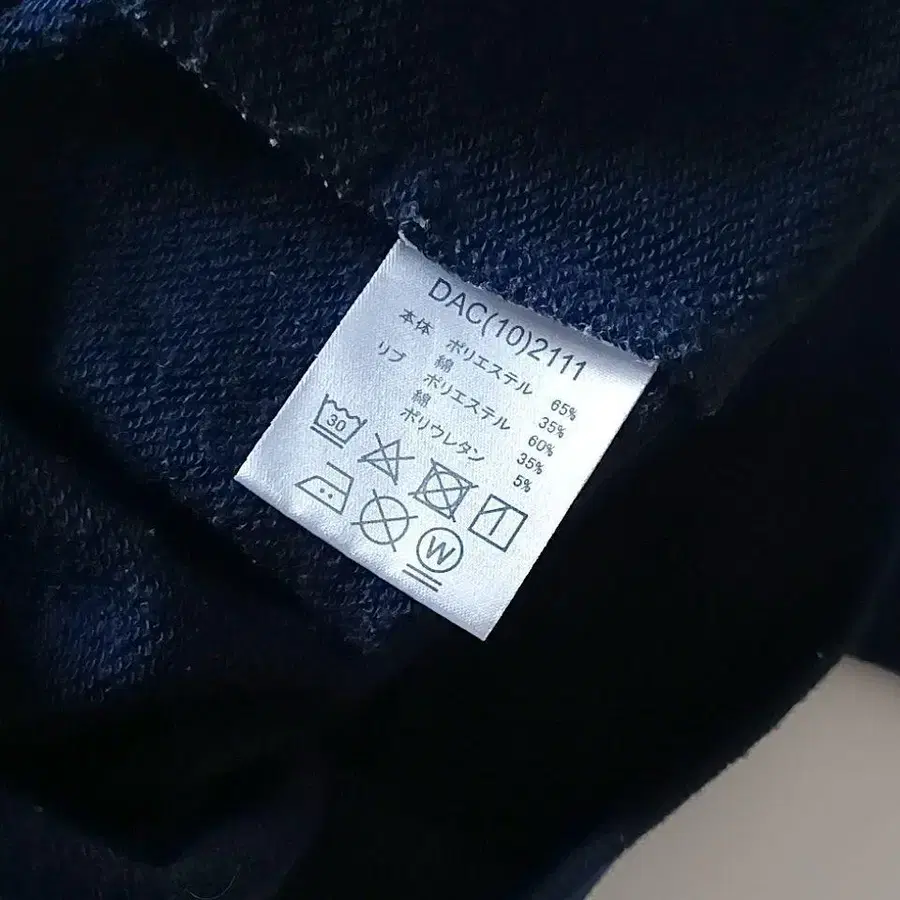 DAC(10)2111
本体 ポリエステル 65%
綿 35%
リブ ポリエステル 60%
綿 35%
ポリウレタン 5%
30
W